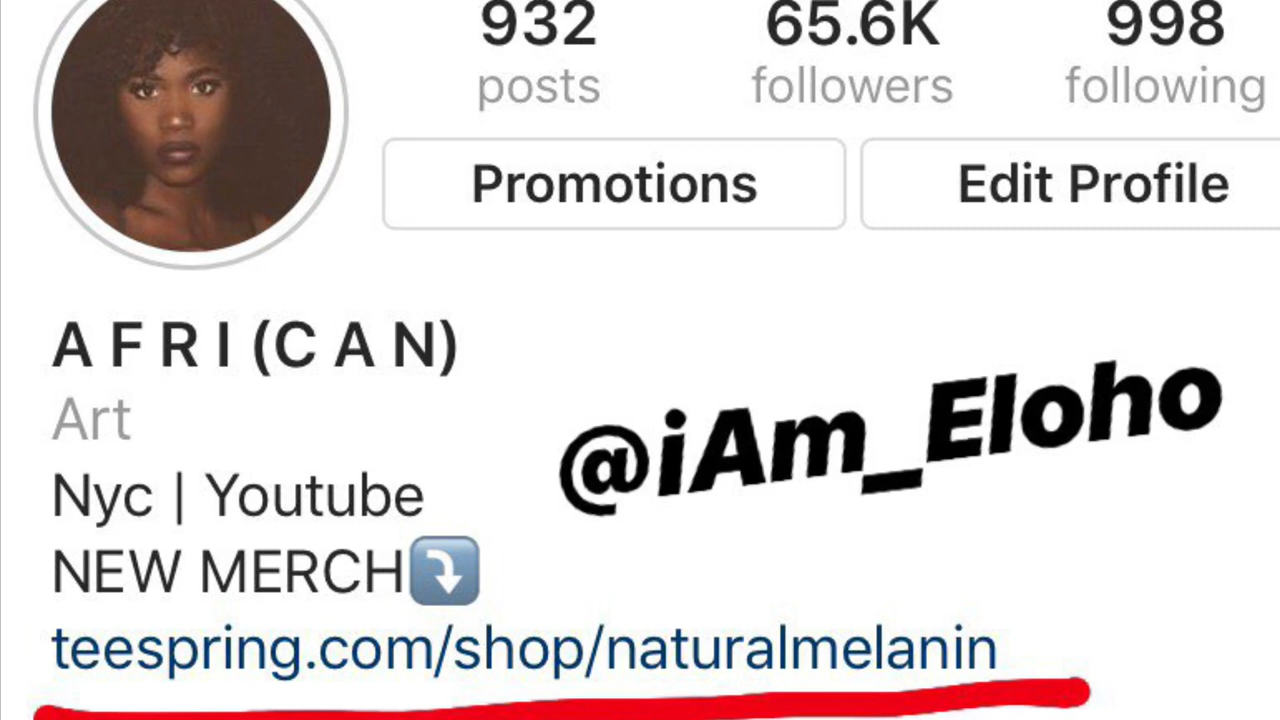 932 65.6K 998
posts followers following
Promotions Edit Profile
A F R I (C A N)
Art
@iAm_Eloho
Nyc | Youtube
NEW MERCH⤵️
teespring.com/shop/naturalmelanin